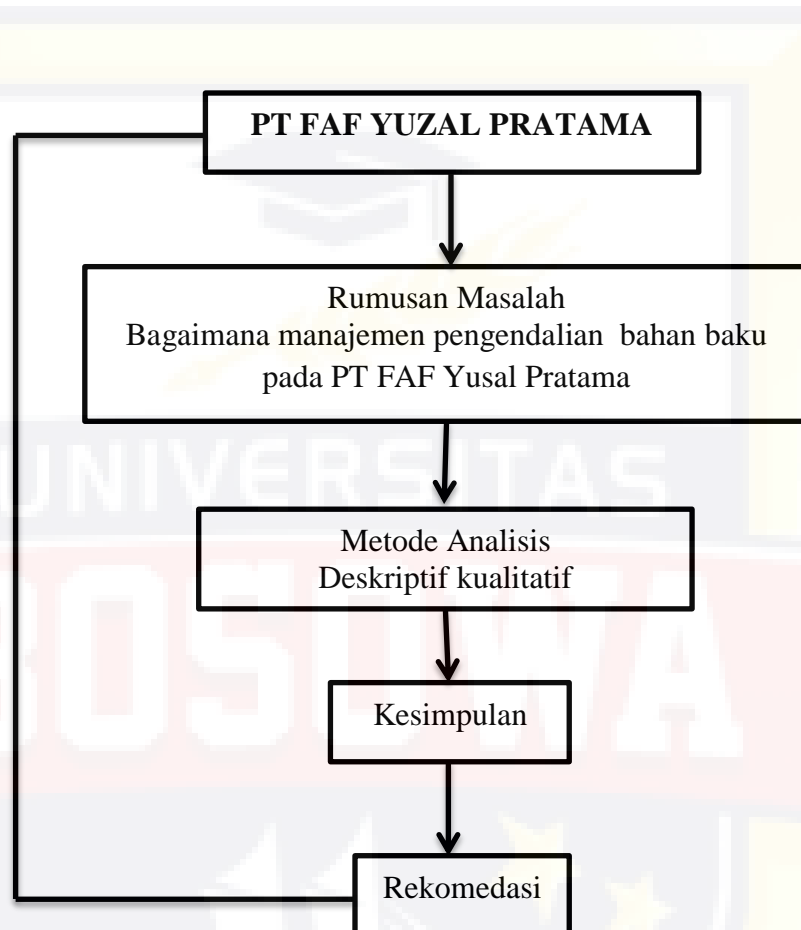 PT FAF YUZAL PRATAMA
Rumusan Masalah
Bagaimana manajemen pengendalian bahan baku
pada PT FAF Yusal Pratama
UNIVERSITAS
BOSOWA
Metode Analisis
Deskriptif kualitatif
Kesimpulan
Rekomedasi